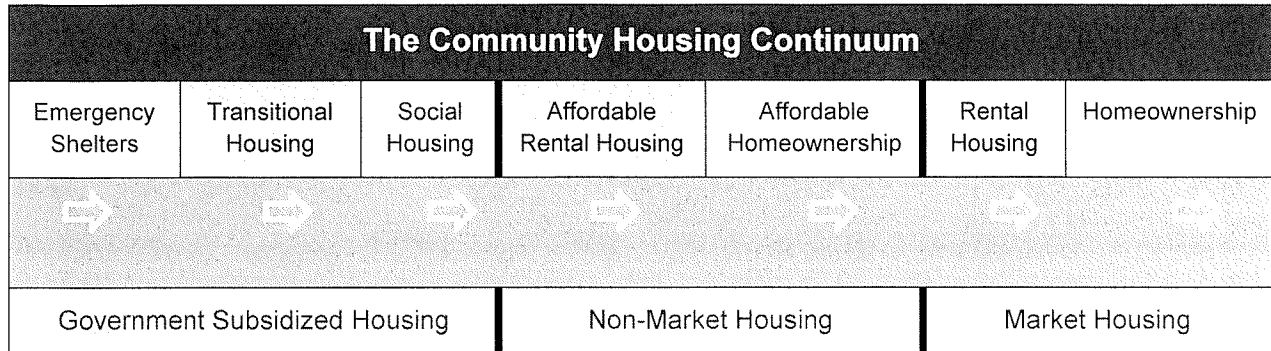 The Community Housing Continuum
Emergency
Shelters
Transitional
Housing
Social
Housing
Affordable
Rental Housing
Affordable
Homeownership
Rental
Housing
Homeownership
Government Subsidized Housing
Non-Market Housing
Market Housing